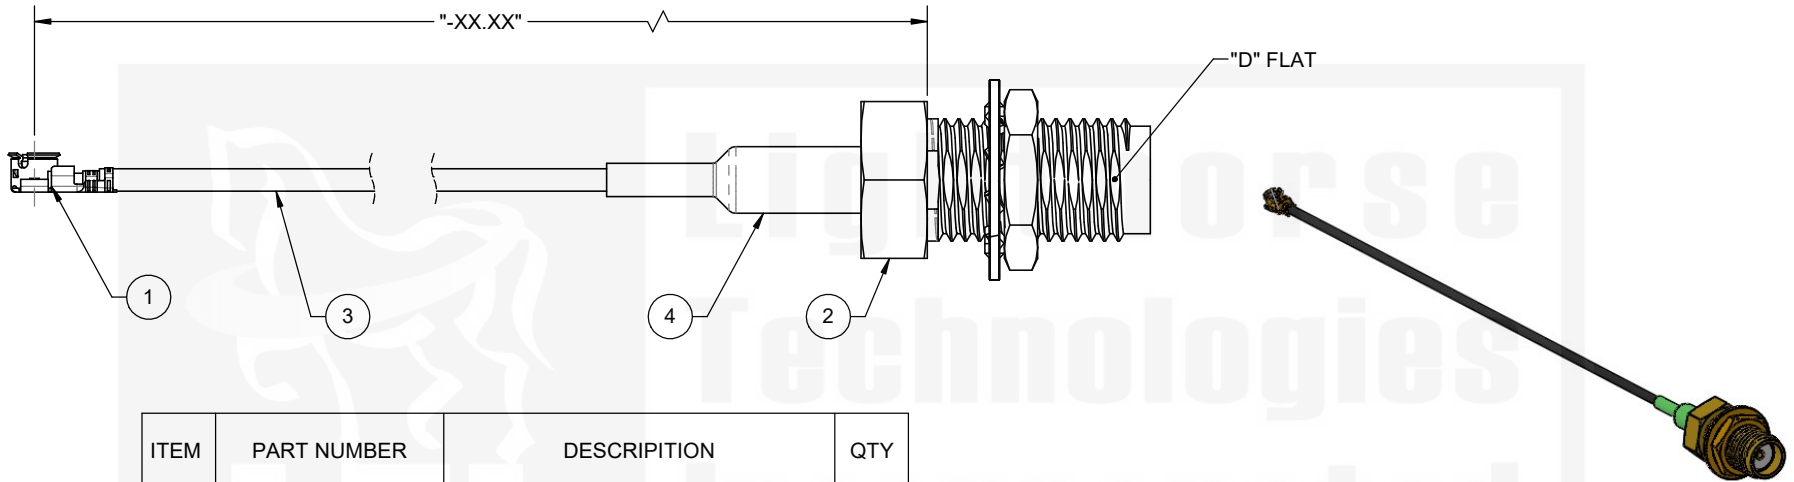 "-XX.XX"
"D" FLAT
Lighthorse
Technologies
1
3
4
2
ITEM PART NUMBER DESCRIPITION QTY